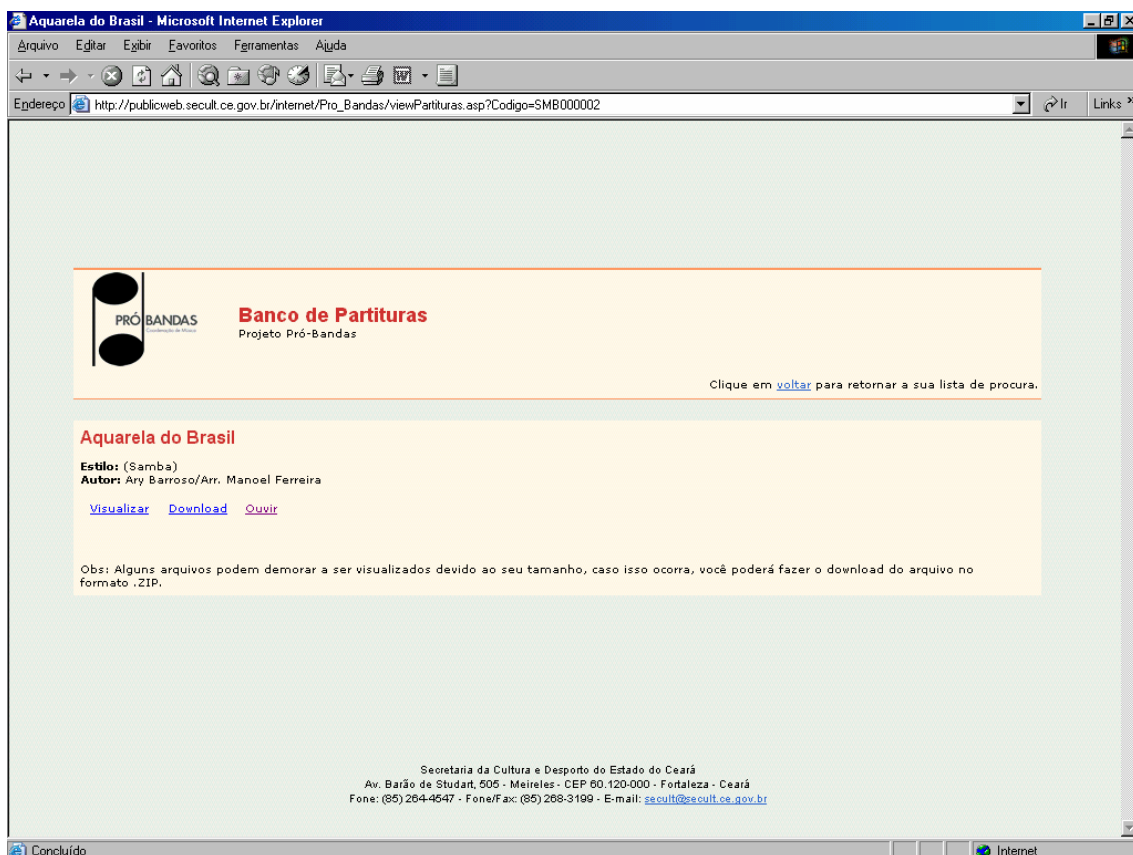 Aquarela do Brasil - Microsoft Internet Explorer
Arquivo Editar Exibir Favoritos Ferramentas Ajuda
Endereço http://publicweb.secult.ce.gov.br/internet/Pro_Bandas/viewPartituras.asp?Codigo=SMB000002 Ir Links »
PRÓ BANDAS
Coordenação de Música
Banco de Partituras
Projeto Pró-Bandas
Clique em voltar para retornar a sua lista de procura.
Aquarela do Brasil
Estilo: (Samba)
Autor: Ary Barroso/Arr. Manoel Ferreira
Visualizar Download Ouvir
Obs: Alguns arquivos podem demorar a ser visualizados devido ao seu tamanho, caso isso ocorra, você poderá fazer o download do arquivo no
formato .ZIP.
Secretaria da Cultura e Desporto do Estado do Ceará
Av. Barão de Studart, 505 - Meireles - CEP 60.120-000 - Fortaleza - Ceará
Fone: (85) 264-4547 - Fone/Fax: (85) 268-3199 - E-mail: secult@secult.ce.gov.br
Concluído Internet